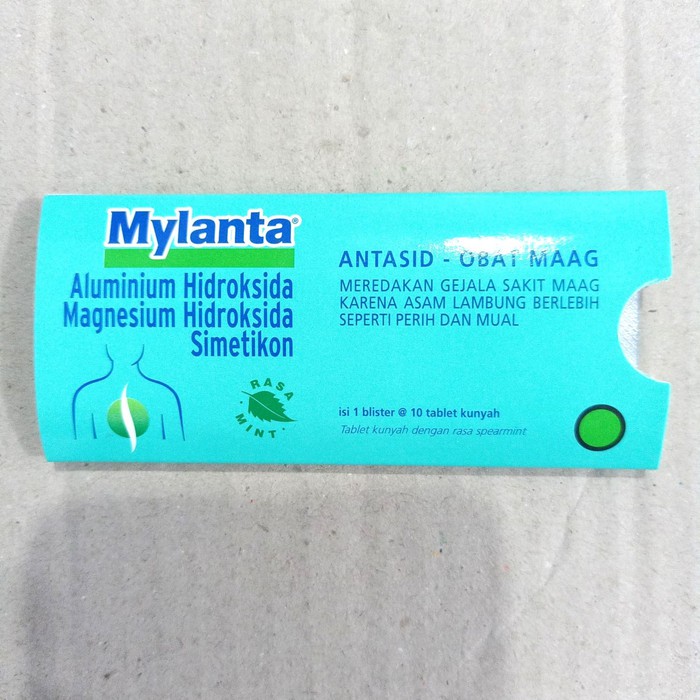 Mylanta®
Aluminium Hidroksida
Magnesium Hidroksida
Simetikon
RASA
MINT
ANTASID - OBAT MAAG
MEREDAKAN GEJALA SAKIT MAAG
KARENA ASAM LAMBUNG BERLEBIH
SEPERTI PERIH DAN MUAL
isi 1 blister @ 10 tablet kunyah
Tablet kunyah dengan rasa spearmint